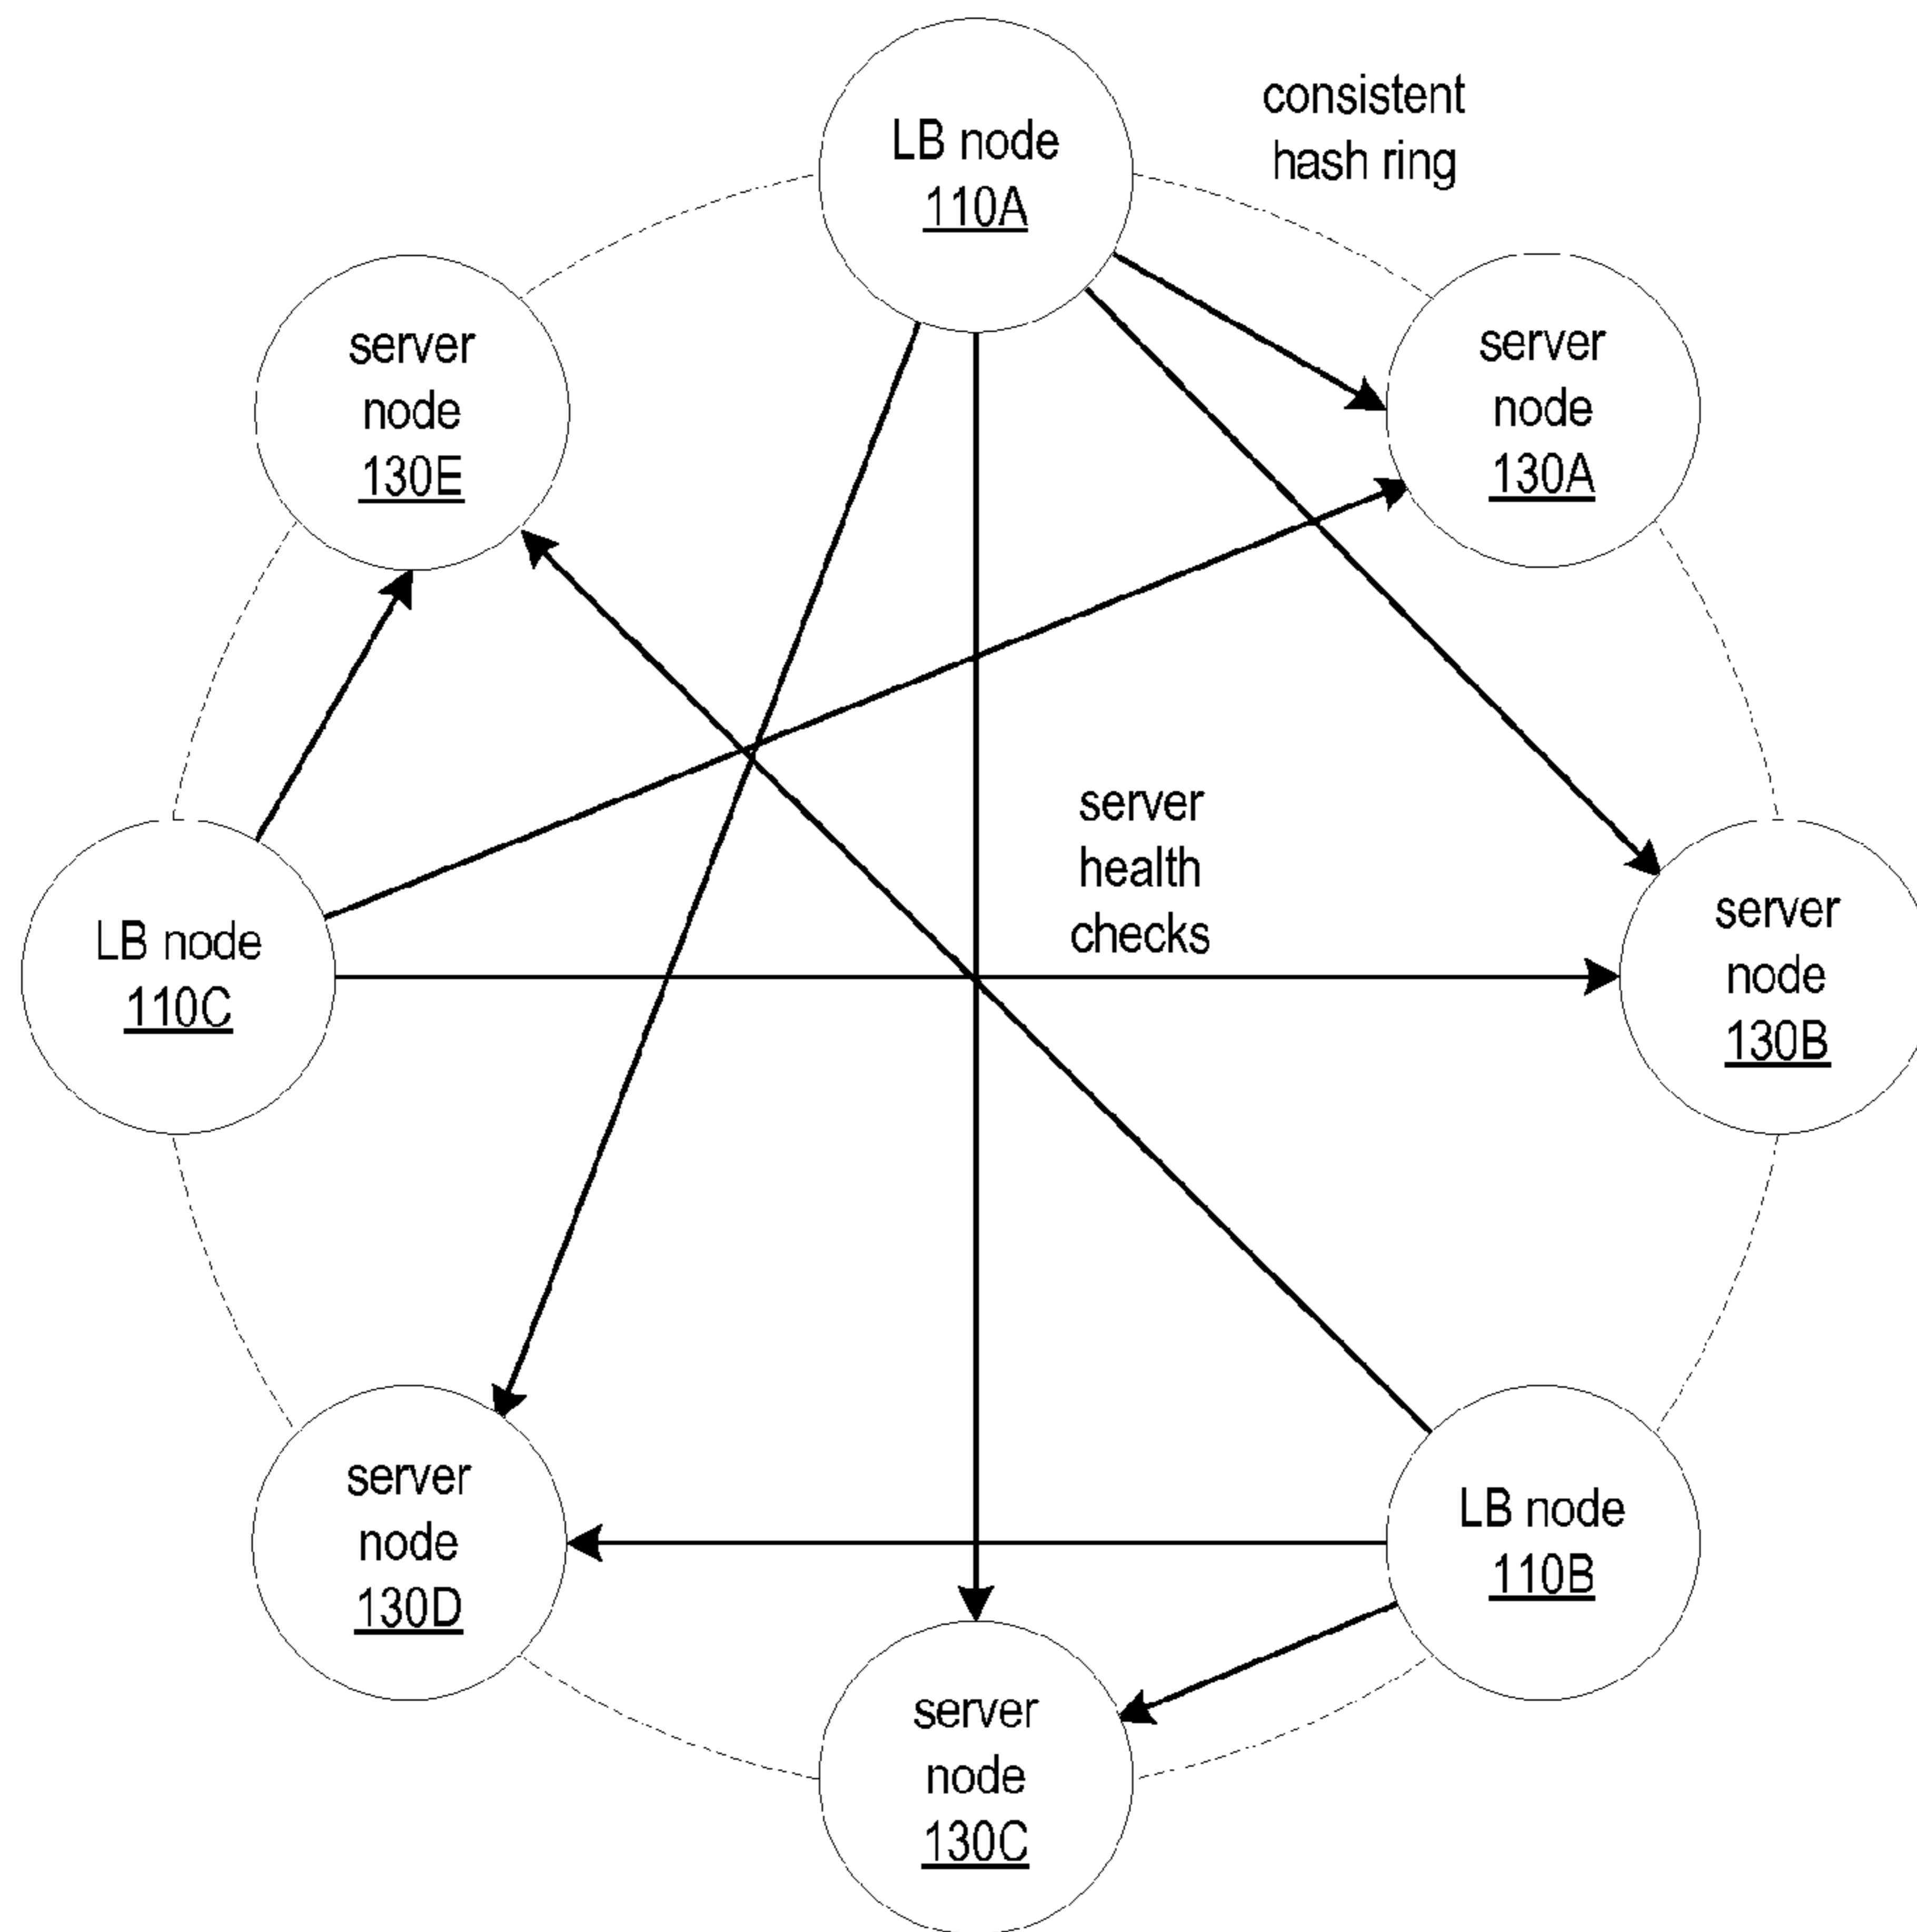 LB node
110A
consistent
hash ring
server
node
130E
server
node
130A
server
health
checks
LB node
110C
server
node
130B
server
node
130D
LB node
110B
server
node
130C